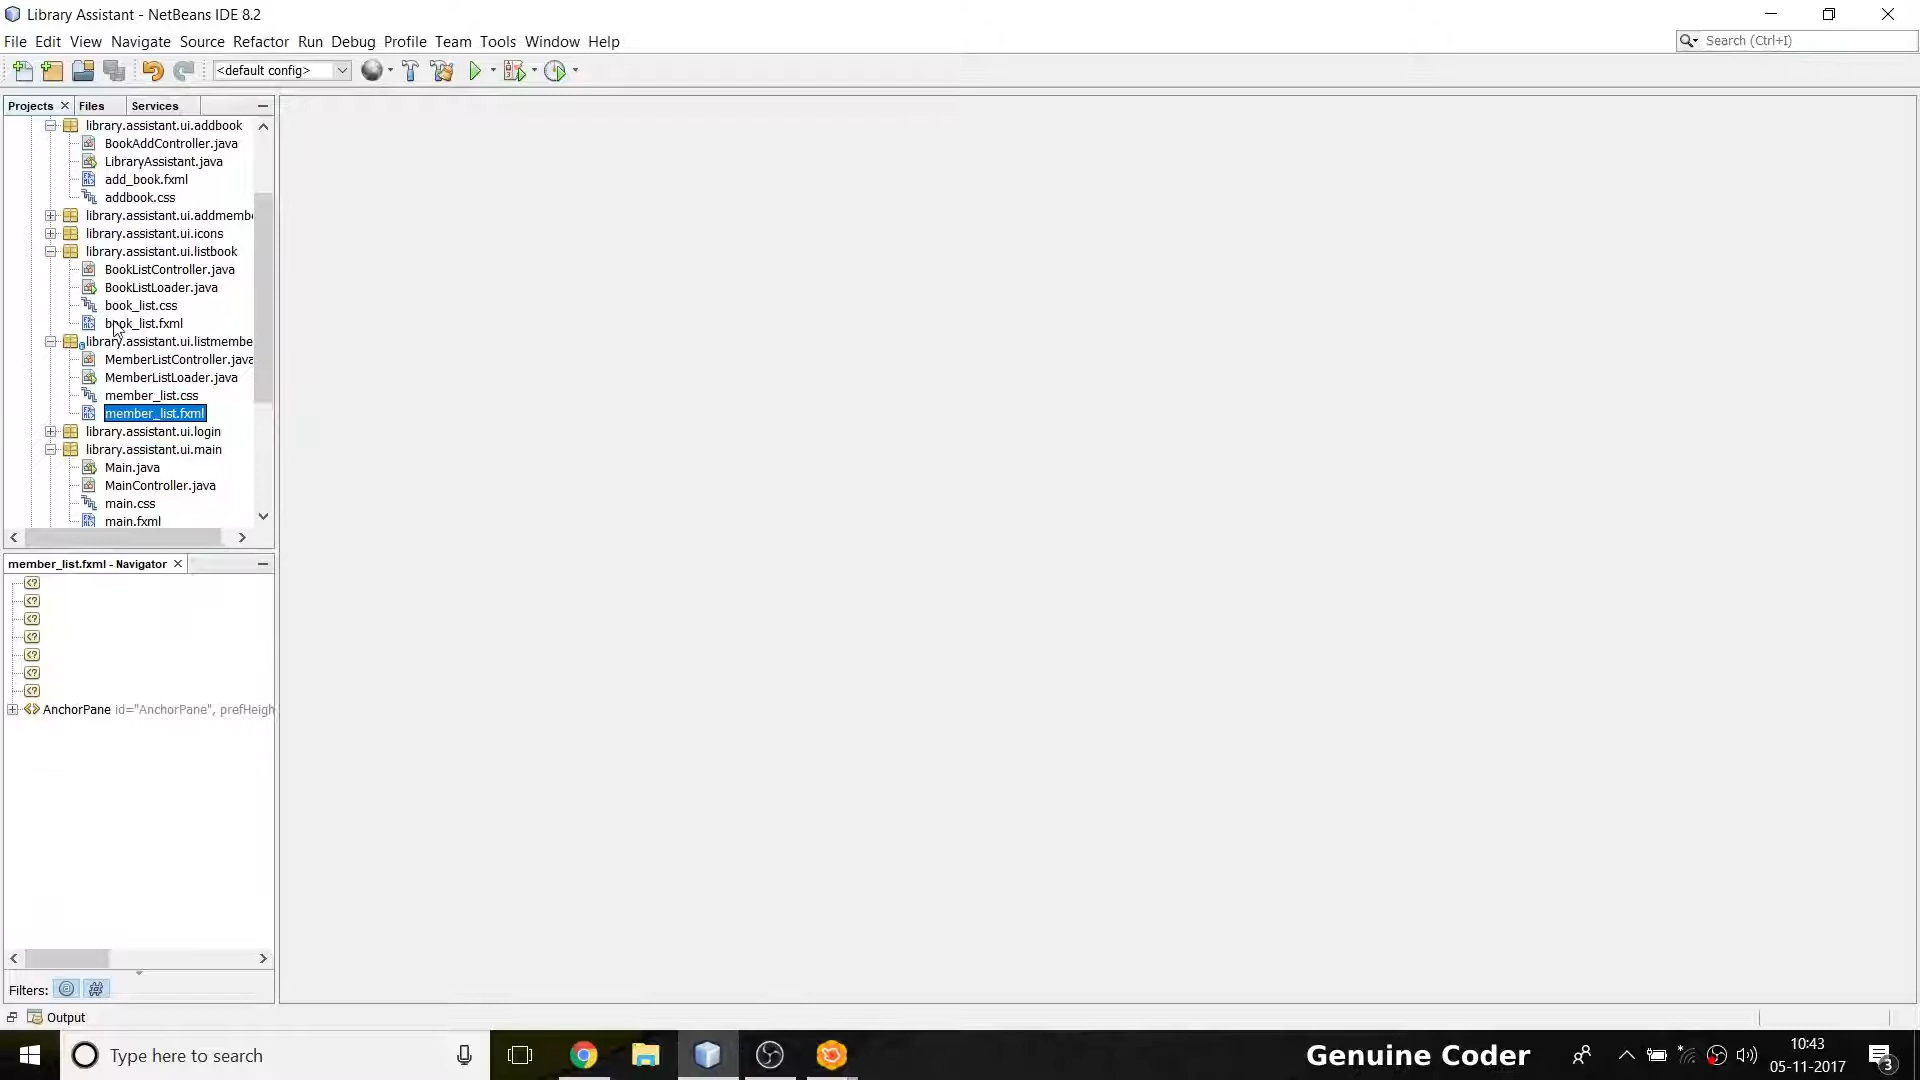 Library Assistant - NetBeans IDE 8.2
File Edit View Navigate Source Refactor Run Debug Profile Team Tools Window Help
Search (Ctrl+I)
<default config>
Projects Files Services
library.assistant.ui.addbook
BookAddController.java
LibraryAssistant.java
add_book.fxml
addbook.css
library.assistant.ui.addmembe
library.assistant.ui.icons
library.assistant.ui.listbook
BookListController.java
BookListLoader.java
book_list.css
book_list.fxml
library.assistant.ui.listmembe
MemberListController.java
MemberListLoader.java
member_list.css
member_list.fxml
library.assistant.ui.login
library.assistant.ui.main
Main.java
MainController.java
main.css
main.fxml
member_list.fxml - Navigator
AnchorPane id="AnchorPane", prefHeigh
Filters:
Output
Type here to search
Genuine Coder
10:43
05-11-2017
3